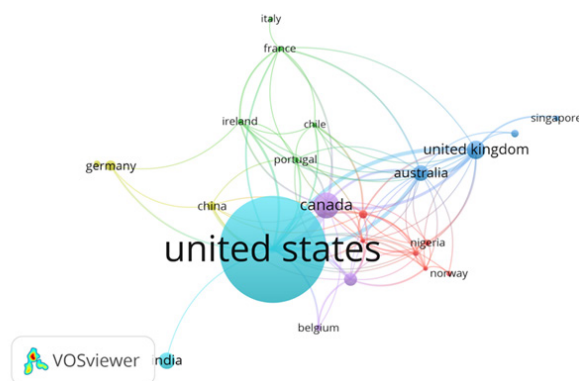 italy
france
ireland
chile
singapore
united kingdom
germany
portugal
australia
china
canada
united states
nigeria
norway
belgium
VOSviewer
india